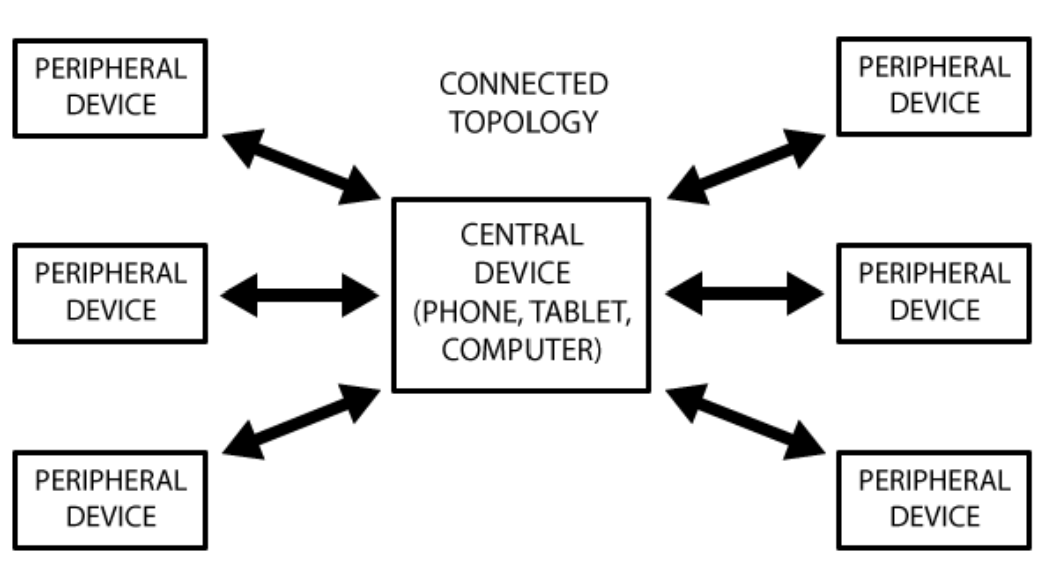 PERIPHERAL
DEVICE
CONNECTED
TOPOLOGY
PERIPHERAL
DEVICE
PERIPHERAL
DEVICE
CENTRAL
DEVICE
(PHONE, TABLET,
COMPUTER)
PERIPHERAL
DEVICE
PERIPHERAL
DEVICE
PERIPHERAL
DEVICE